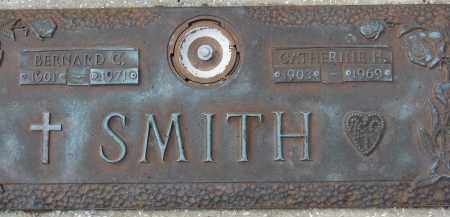 BERNARD C.
1901 - 1971
CATHERINE F.
1903 - 1969
SMITH